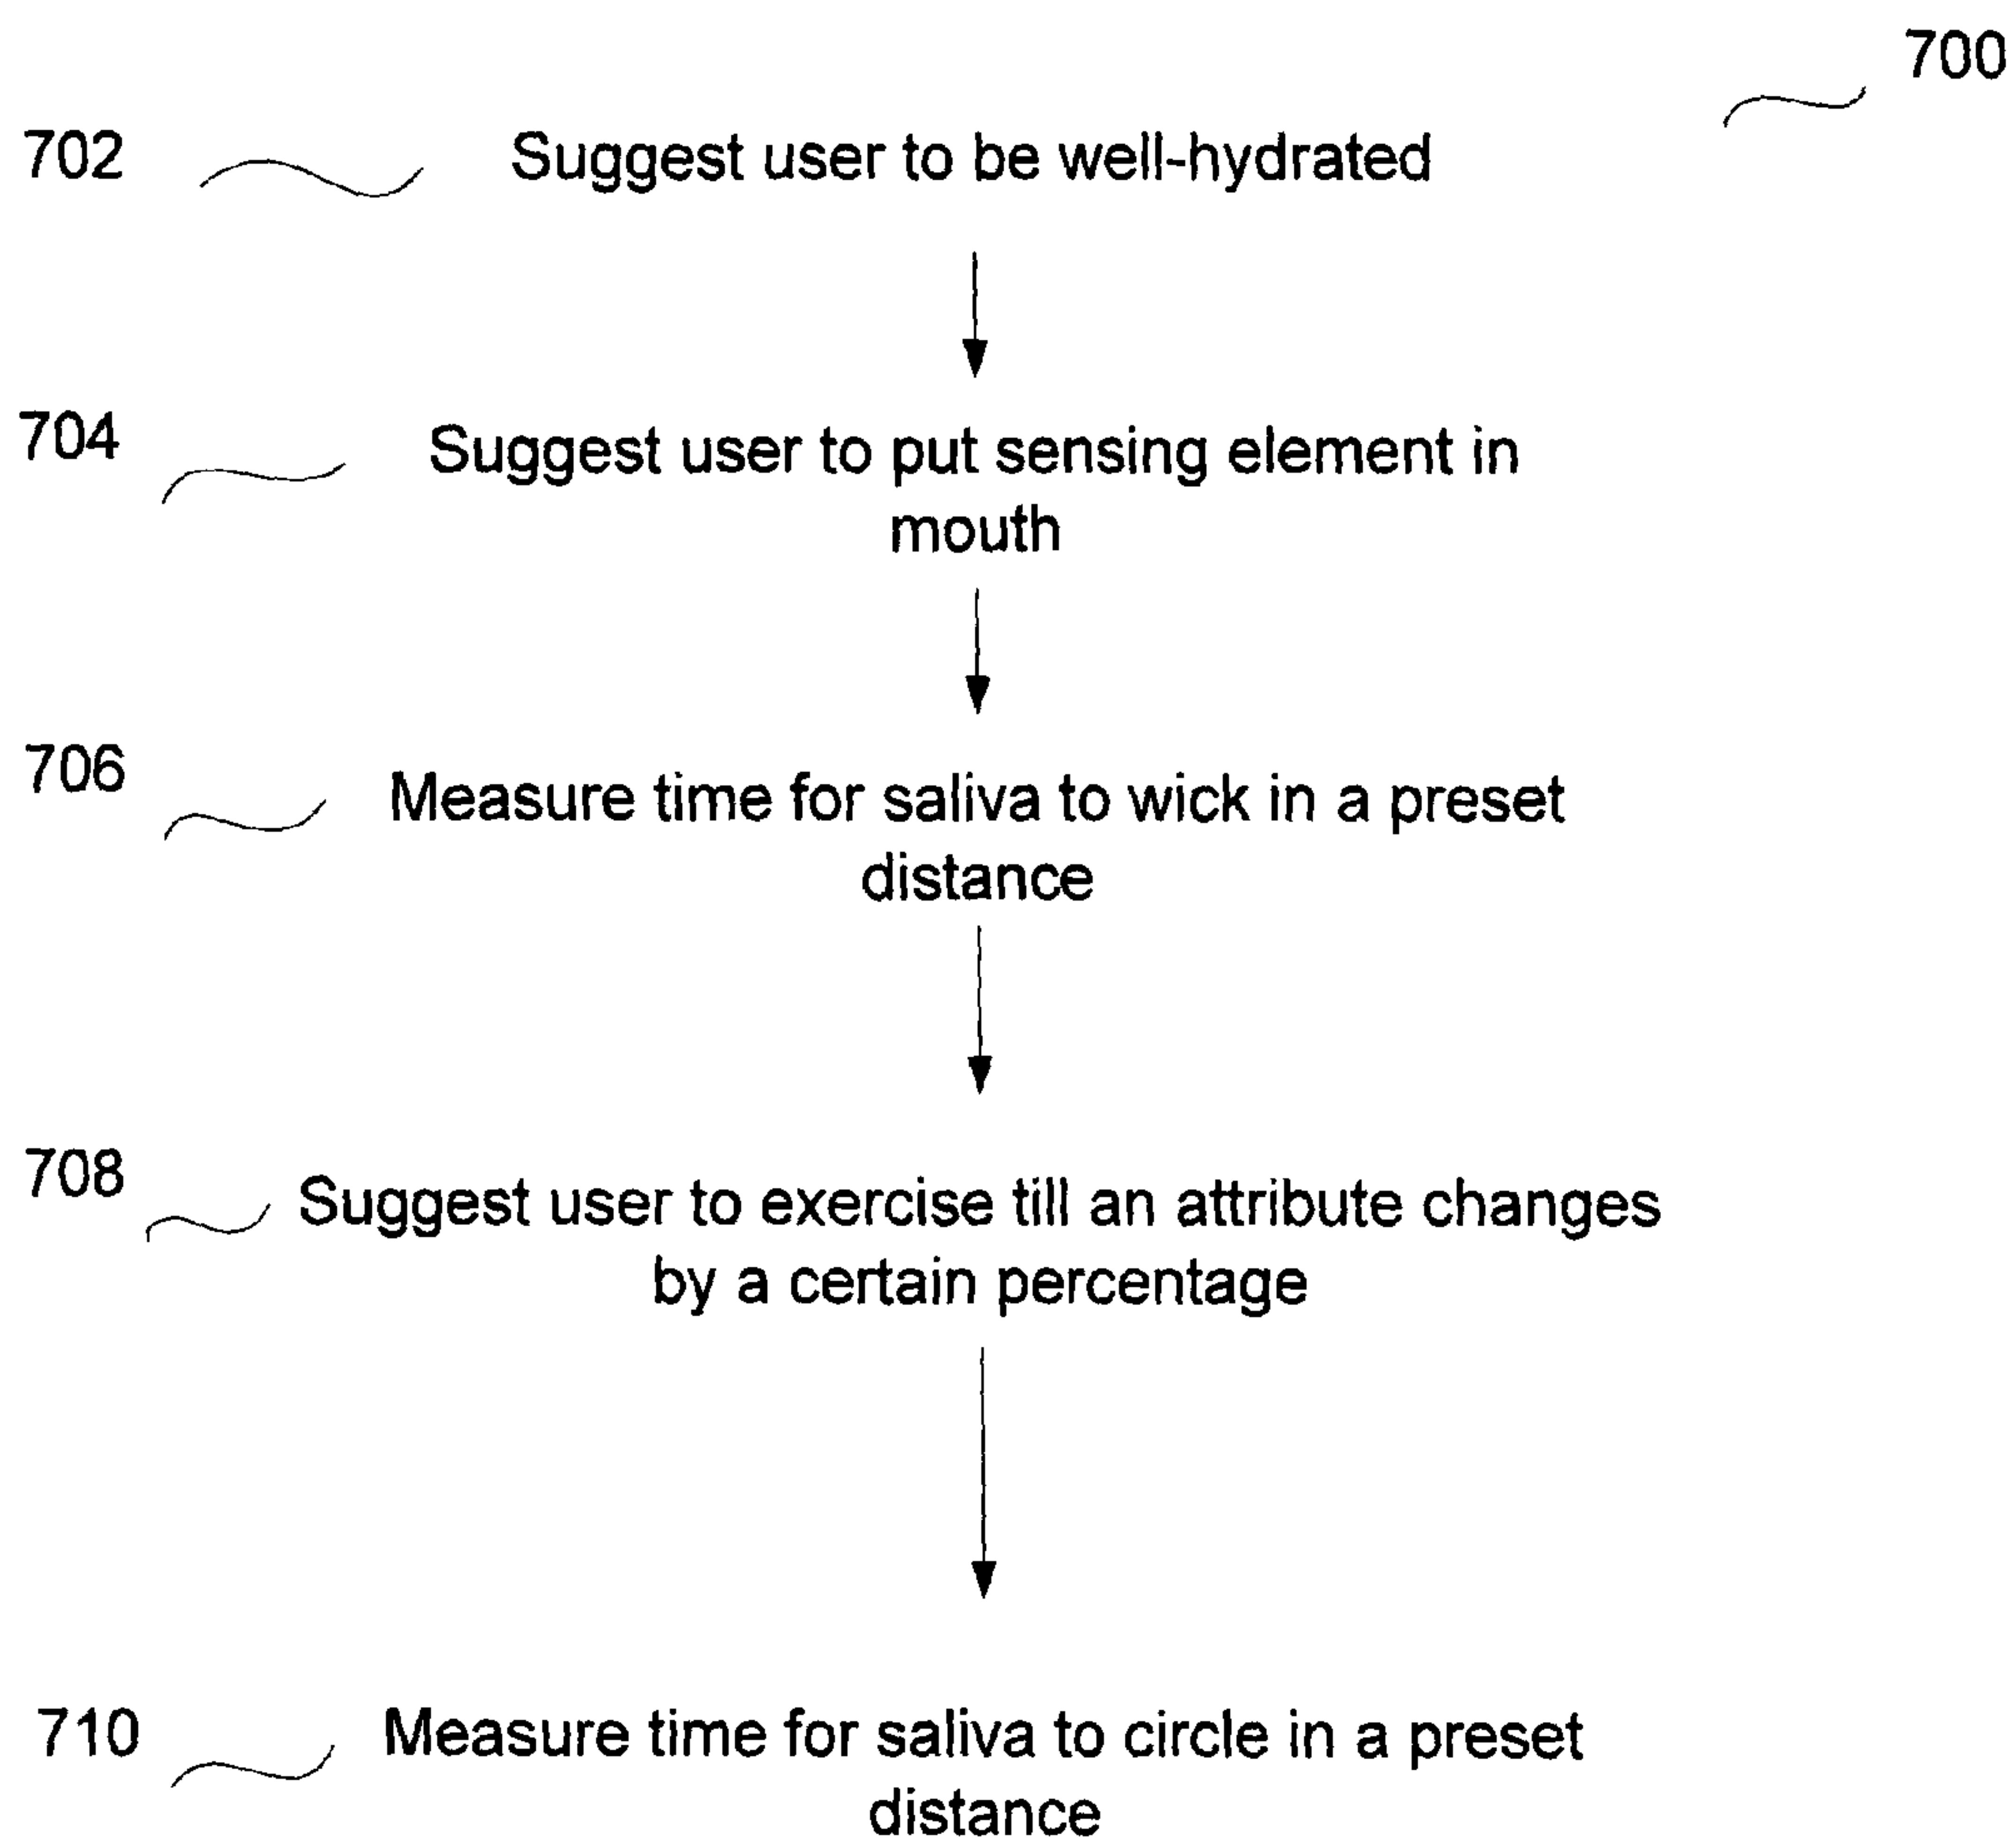 700
702 Suggest user to be well-hydrated
704 Suggest user to put sensing element in
mouth
706 Measure time for saliva to wick in a preset
distance
708 Suggest user to exercise till an attribute changes
by a certain percentage
710 Measure time for saliva to circle in a preset
distance